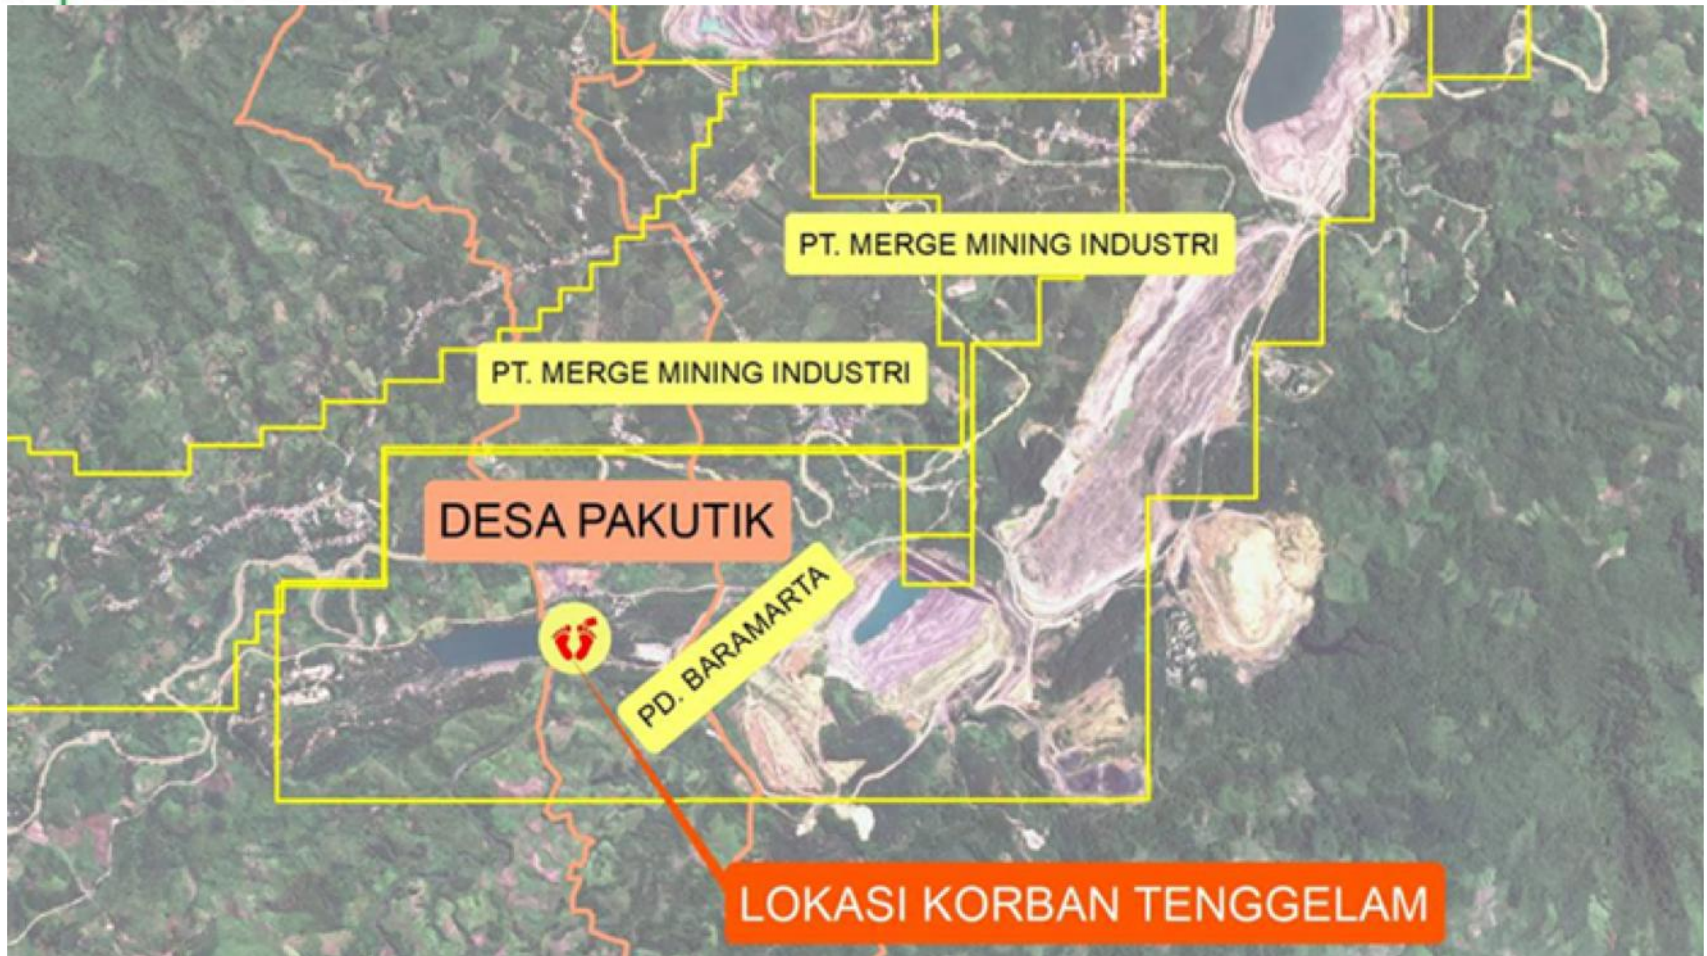 PT. MERGE MINING INDUSTRI
PT. MERGE MINING INDUSTRI
DESA PAKUTIK
PD. BARAMARTA
LOKASI KORBAN TENGGELAM